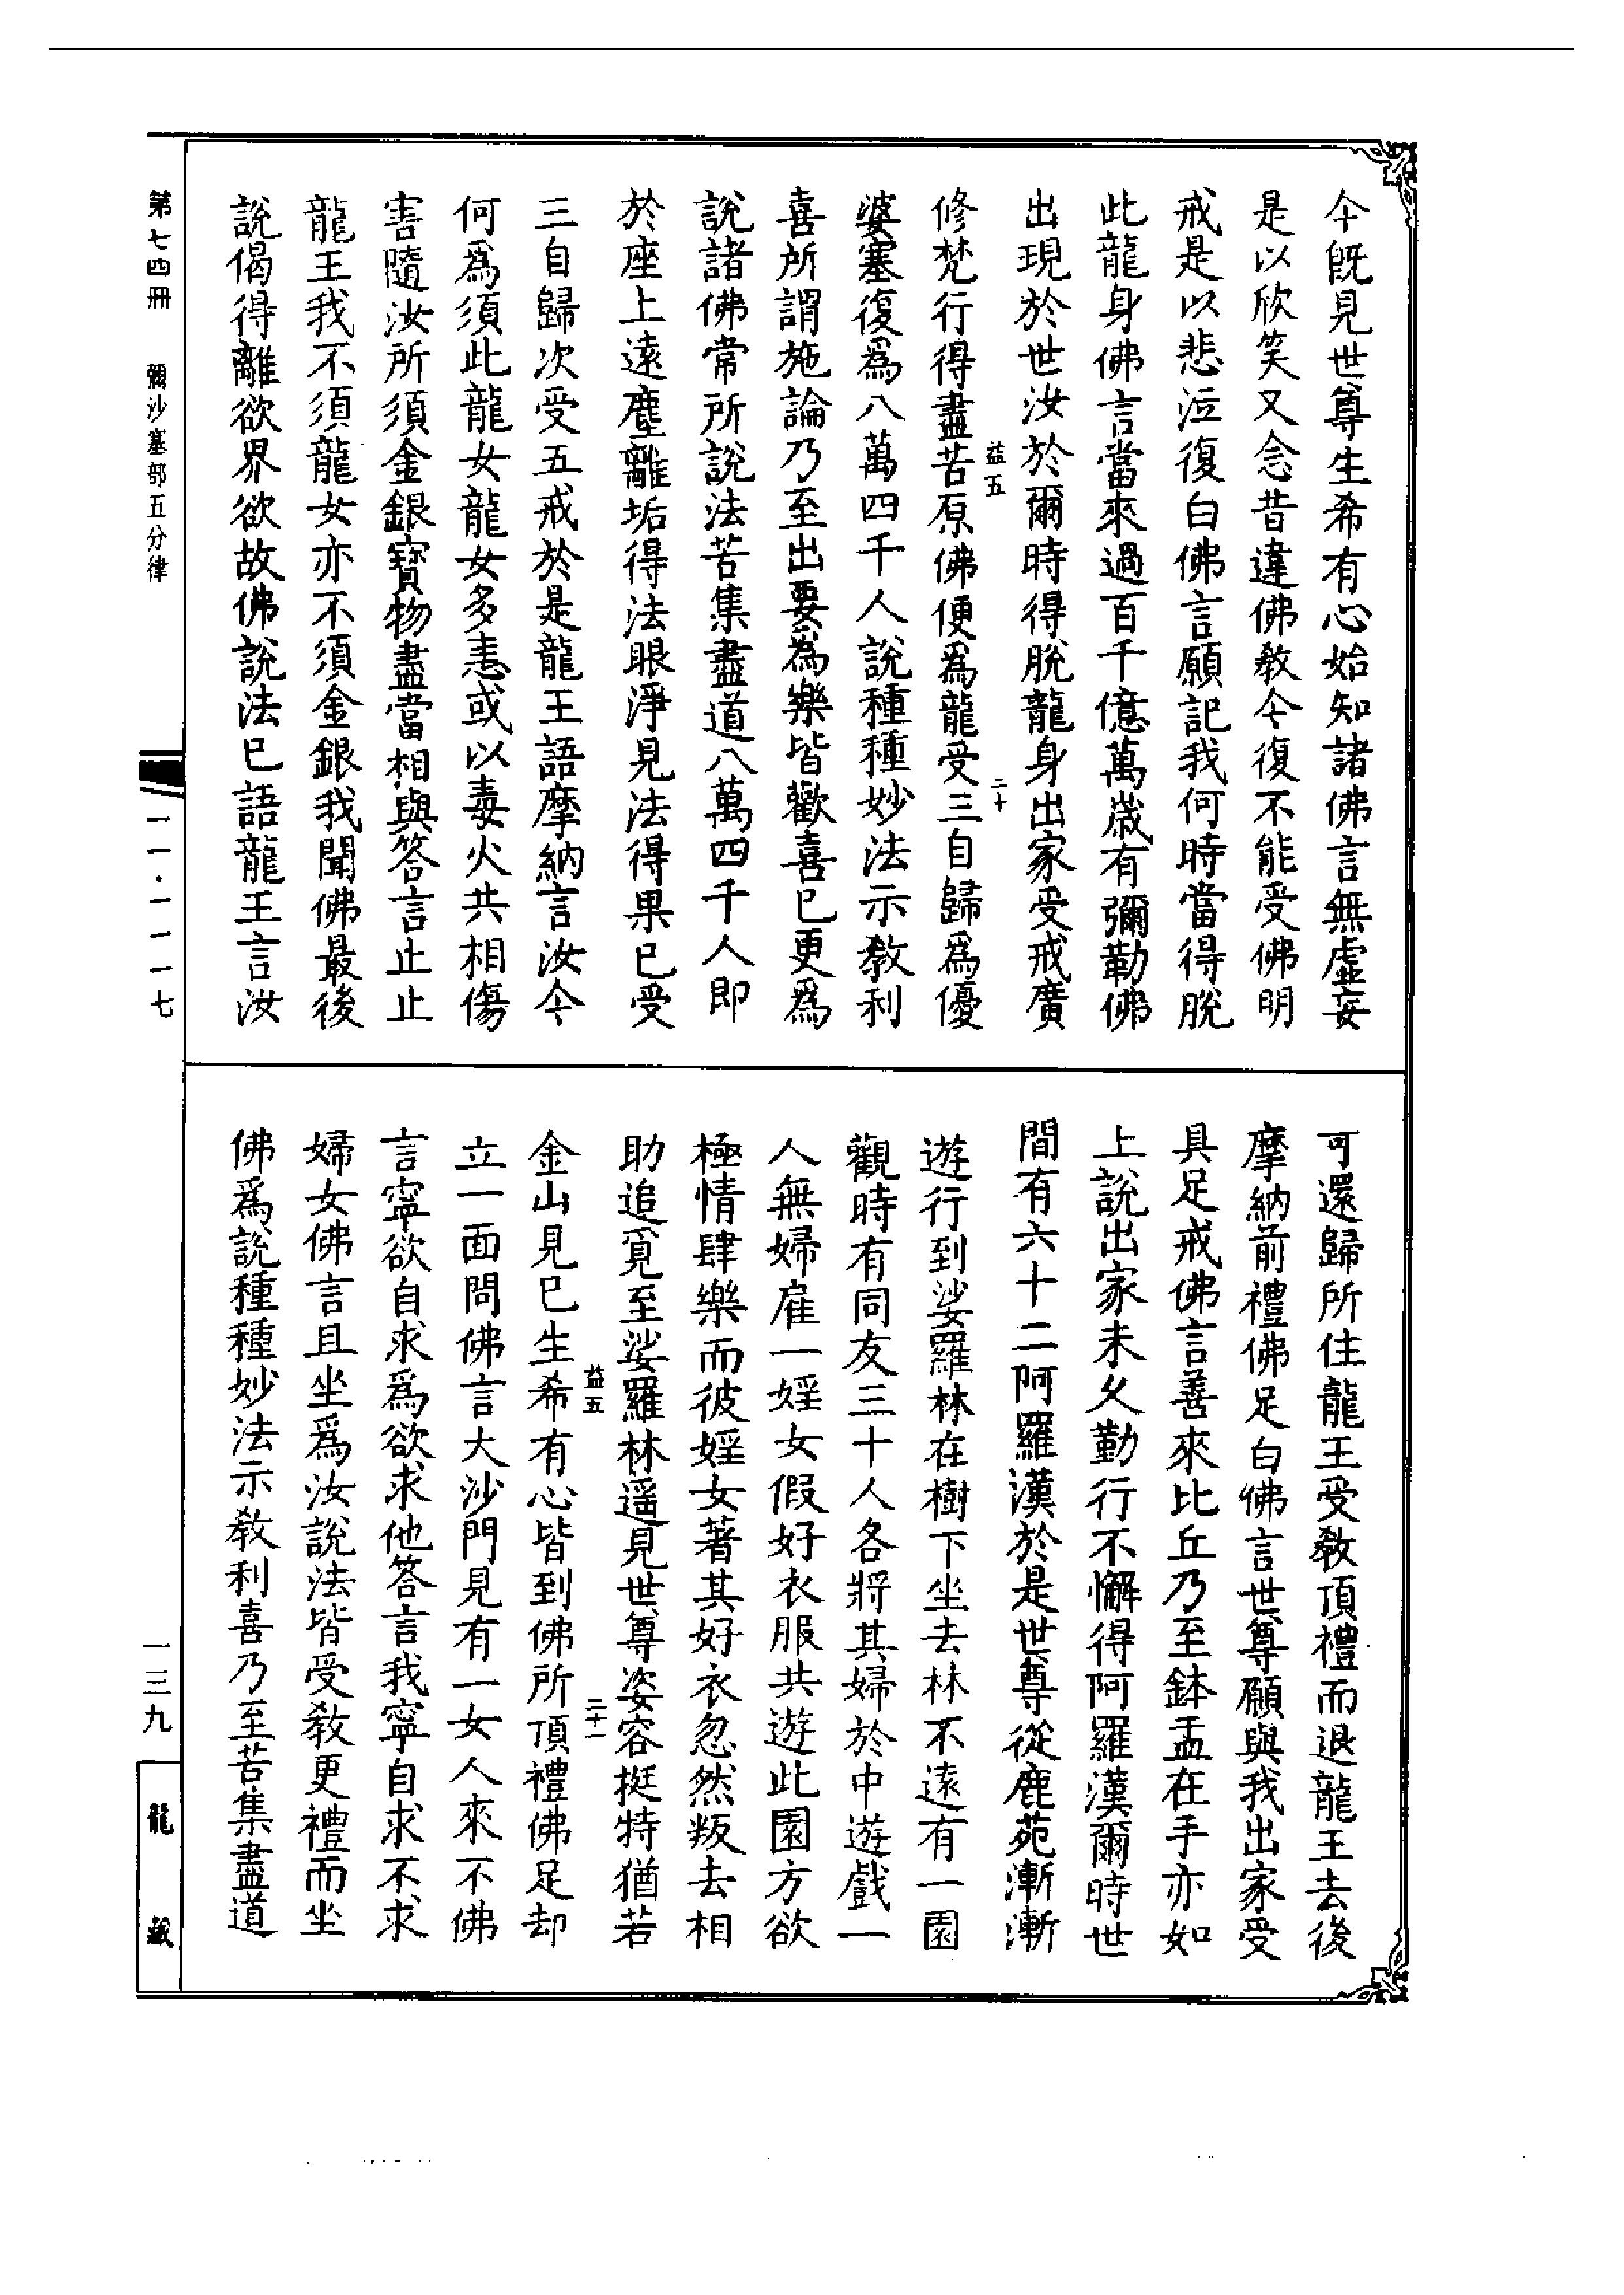 今旣見世尊生希有心始知諸佛言無虛妄
是以欣笑又念昔違佛敎今復不能受佛明
戒是以悲泣復白佛言願記我何時當得脫
此龍身佛言當來過百千億萬歲有彌勒佛
出現於世汝於爾時得脫龍身出家受戒廣
益五
二十
修梵行得盡苦原佛便爲龍受三自歸爲優
婆塞復爲八萬四千人說種種妙法示敎利
喜所謂施論乃至出要爲樂皆歡喜已更爲
說諸佛常所說法苦集盡道八萬四千人即
於座上遠塵離垢得法眼淨見法得果已受
三自歸次受五戒於是龍王語摩納言汝今
何爲須此龍女龍女多恚或以毒火共相傷
害隨汝所須金銀寶物盡當相與答言止止
龍王我不須龍女亦不須金銀我聞佛最後
說偈得離欲界欲故佛說法已語龍王言汝
可還歸所住龍王受敎頂禮而退龍王去後
摩納前禮佛足白佛言世尊願與我出家受
具足戒佛言善來比丘乃至鉢盂在手亦如
上說出家未久勤行不懈得阿羅漢爾時世
間有六十二阿羅漢於是世尊從鹿苑漸漸
遊行到娑羅林在樹下坐去林不遠有一園
觀時有同友三十人各將其婦於中遊戲一
人無婦雇一婬女假好衣服共遊此園方欲
極情肆樂而彼婬女著其好衣忽然叛去相
助追覓至娑羅林遥見世尊姿容挺特猶若
益五
二十一
金山見已生希有心皆到佛所頂禮佛足却
立一面問佛言大沙門見有一女人來不佛
言寧欲自求爲欲求他答言我寧自求不求
婦女佛言且坐爲汝說法皆受敎更禮而坐
佛爲說種種妙法示敎利喜乃至苦集盡道
第七四冊 彌沙塞部五分律
一一·一一一七
一三九
龍藏